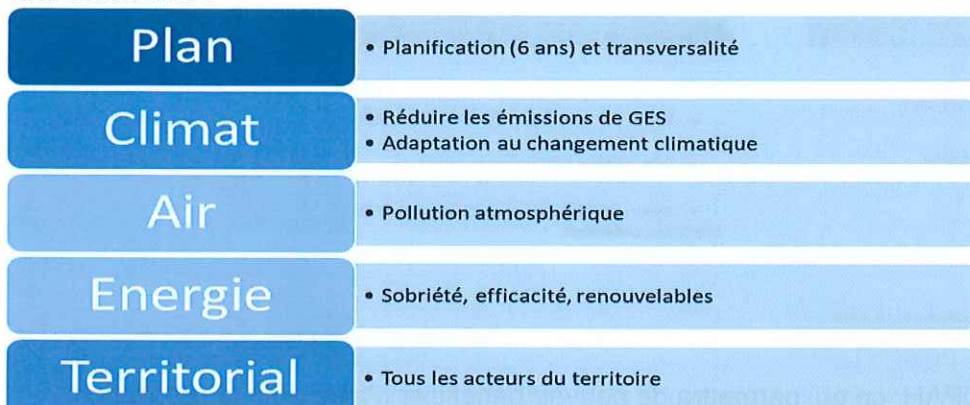 Plan
• Planification (6 ans) et transversalité
Climat
• Réduire les émissions de GES
• Adaptation au changement climatique
Air
• Pollution atmosphérique
Energie
• Sobriété, efficacité, renouvelables
Territorial
• Tous les acteurs du territoire